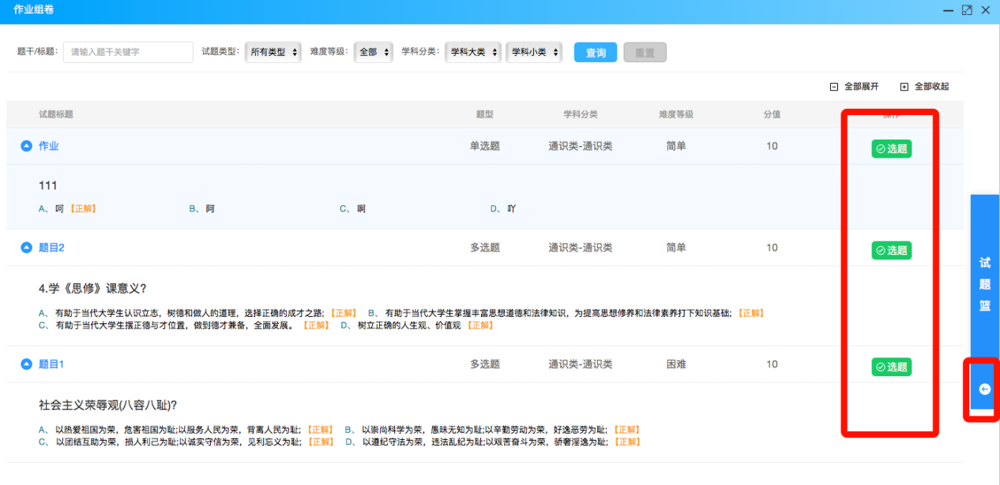 作业组卷
题干/标题： 请输入题干关键字 试题类型： 所有类型 难度等级： 全部 学科分类： 学科大类 学科小类 查询 重置
全部展开 全部收起
试题标题 题型 学科分类 难度等级 分值 操作
作业 单选题 通识类-通识类 简单 10 选题
111
A、 呵 【正解】 B、 阿 C、 啊 D、 吖
题目2 多选题 通识类-通识类 简单 10 选题
4.学《思修》课意义?
A、 有助于当代大学生认识立志，树德和做人的道理，选择正确的成才之路; 【正解】 B、 有助于当代大学生掌握丰富思想道德和法律知识，为提高思想修养和法律素养打下知识基础; 【正解】
C、 有助于当代大学生摆正德与才位置，做到德才兼备，全面发展。 【正解】 D、 树立正确的人生观、价值观 【正解】
题目1 多选题 通识类-通识类 困难 10 选题
社会主义荣辱观(八容八耻)?
A、 以热爱祖国为荣，危害祖国为耻;以服务人民为荣，背离人民为耻; 【正解】 B、 以崇尚科学为荣，愚昧无知为耻;以辛勤劳动为荣，好逸恶劳为耻; 【正解】
C、 以团结互助为荣，损人利己为耻;以诚实守信为荣，见利忘义为耻; 【正解】 D、 以遵纪守法为荣，违法乱纪为耻;以艰苦奋斗为荣，骄奢淫逸为耻; 【正解】
试
题
篮